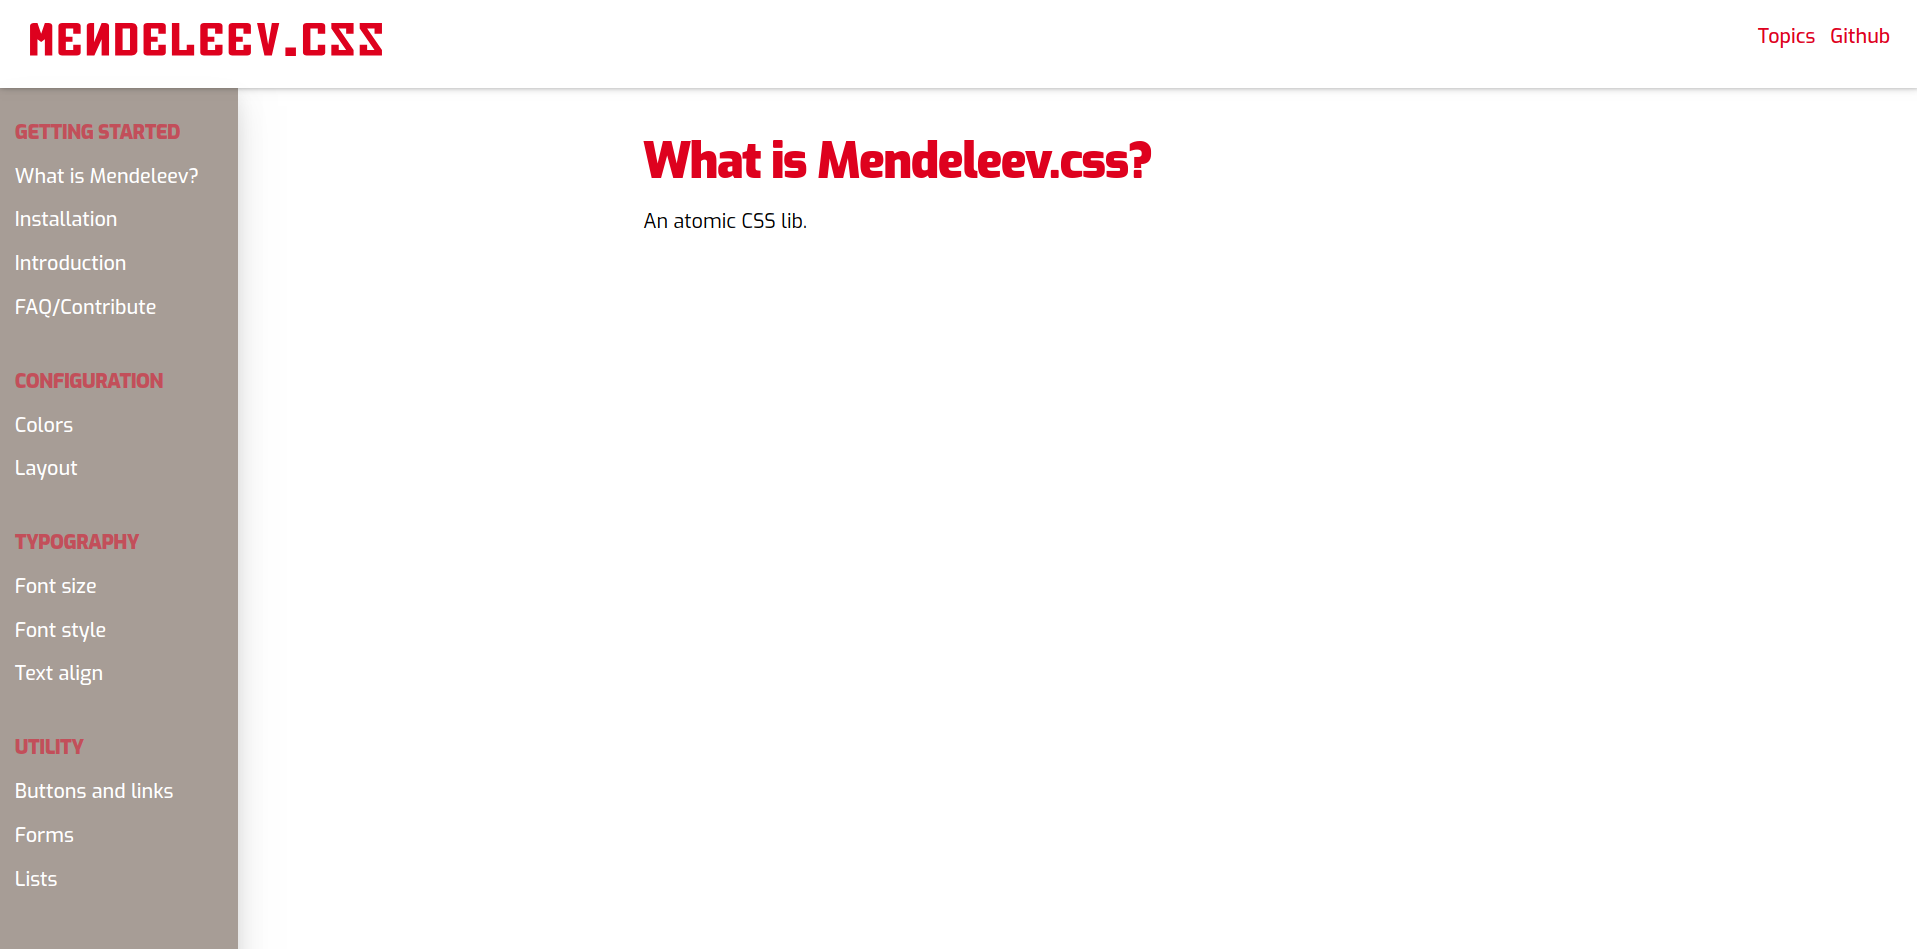 MENDELEEV.CSS
Topics Github
GETTING STARTED
What is Mendeleev?
Installation
Introduction
FAQ/Contribute
CONFIGURATION
Colors
Layout
TYPOGRAPHY
Font size
Font style
Text align
UTILITY
Buttons and links
Forms
Lists
What is Mendeleev.css?
An atomic CSS lib.